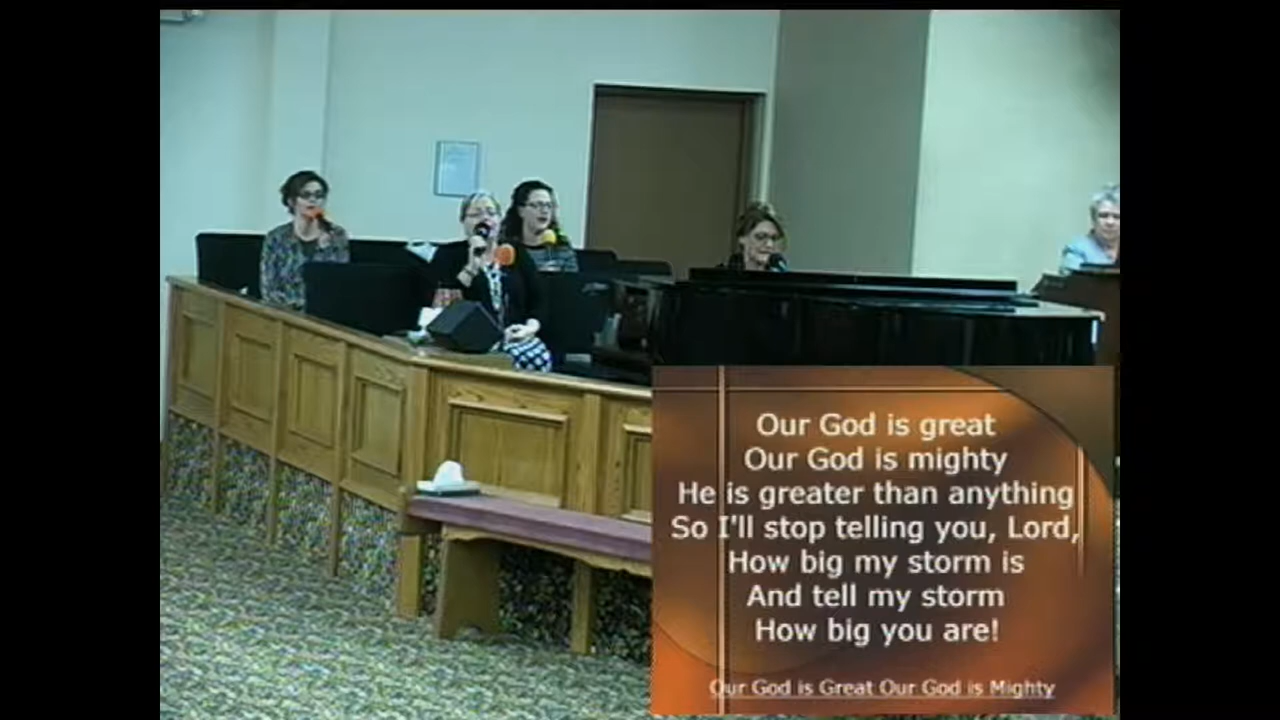 Our God is great
Our God is mighty
He is greater than anything
So I'll stop telling you, Lord,
How big my storm is
And tell my storm
How big you are!
Our God is Great Our God is Mighty